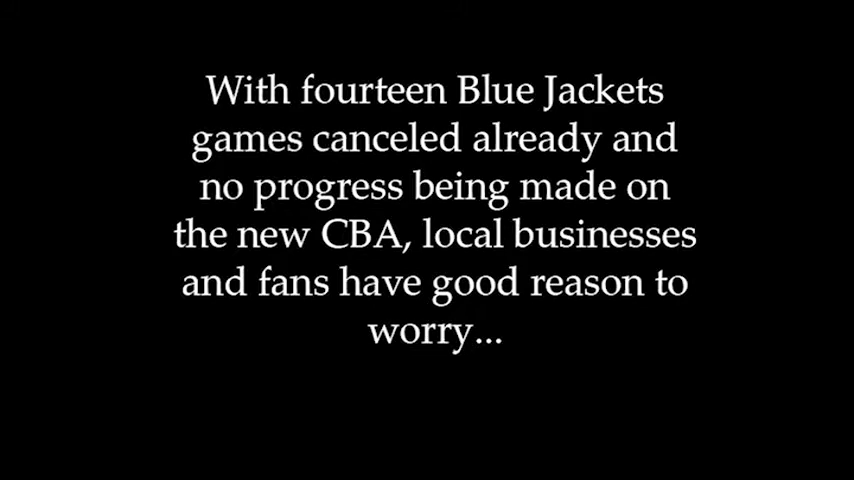 With fourteen Blue Jackets
games canceled already and
no progress being made on
the new CBA, local businesses
and fans have good reason to
worry...